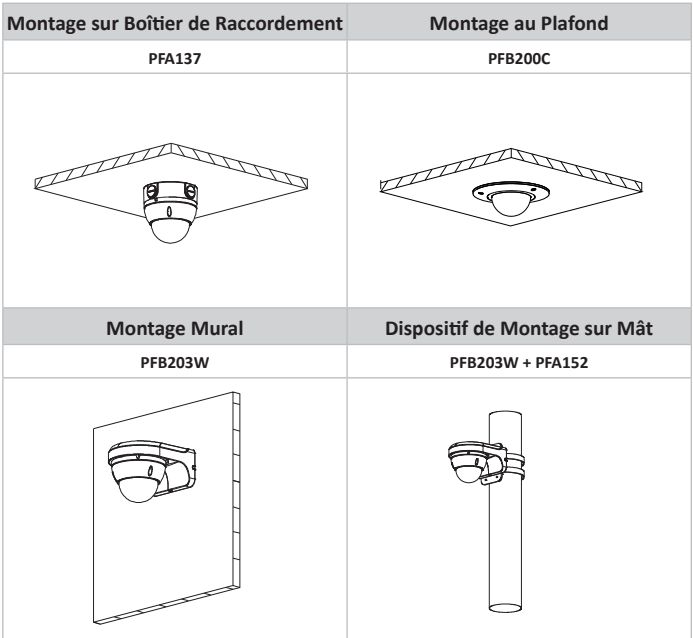 Montage sur Boîtier de Raccordement
Montage au Plafond
PFA137
PFB200C
Montage Mural
Dispositif de Montage sur Mât
PFB203W
PFB203W + PFA152